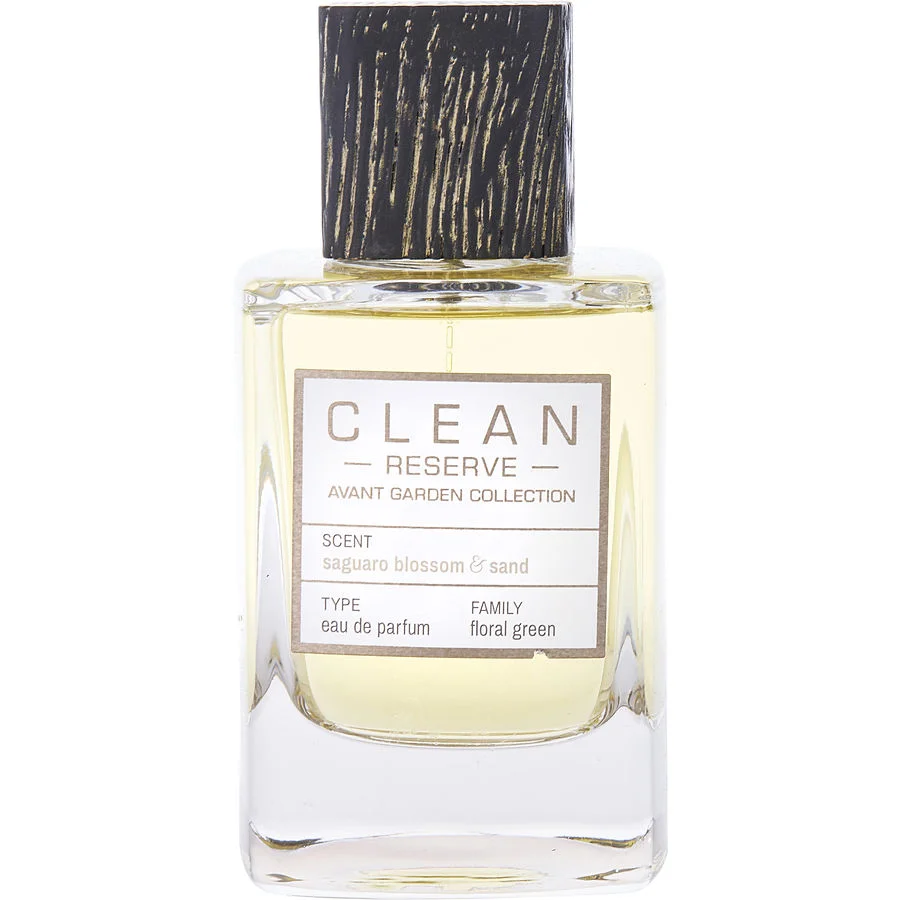 CLEAN
— RESERVE —
AVANT GARDEN COLLECTION
SCENT
saguaro blossom & sand
TYPE
eau de parfum
FAMILY
floral green